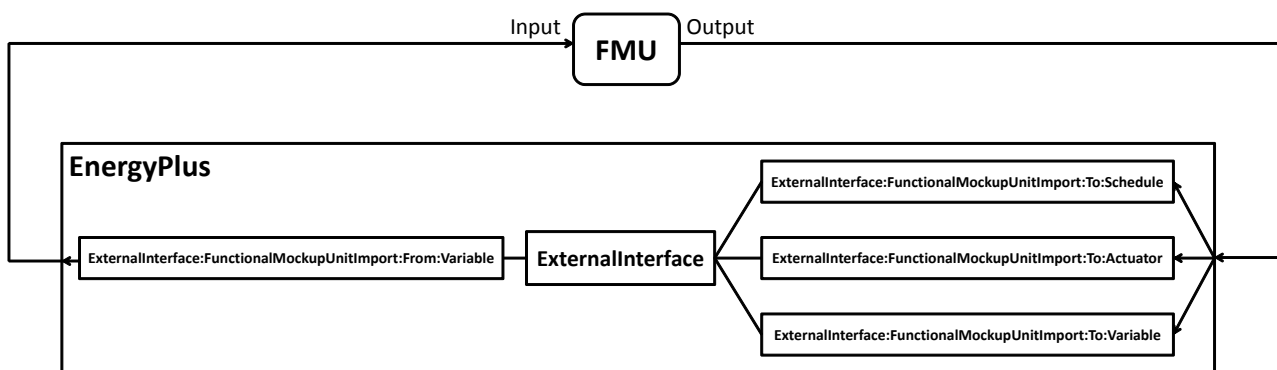 Input
FMU
Output
EnergyPlus
ExternalInterface:FunctionalMockupUnitImport:To:Schedule
ExternalInterface:FunctionalMockupUnitImport:From:Variable
ExternalInterface
ExternalInterface:FunctionalMockupUnitImport:To:Actuator
ExternalInterface:FunctionalMockupUnitImport:To:Variable